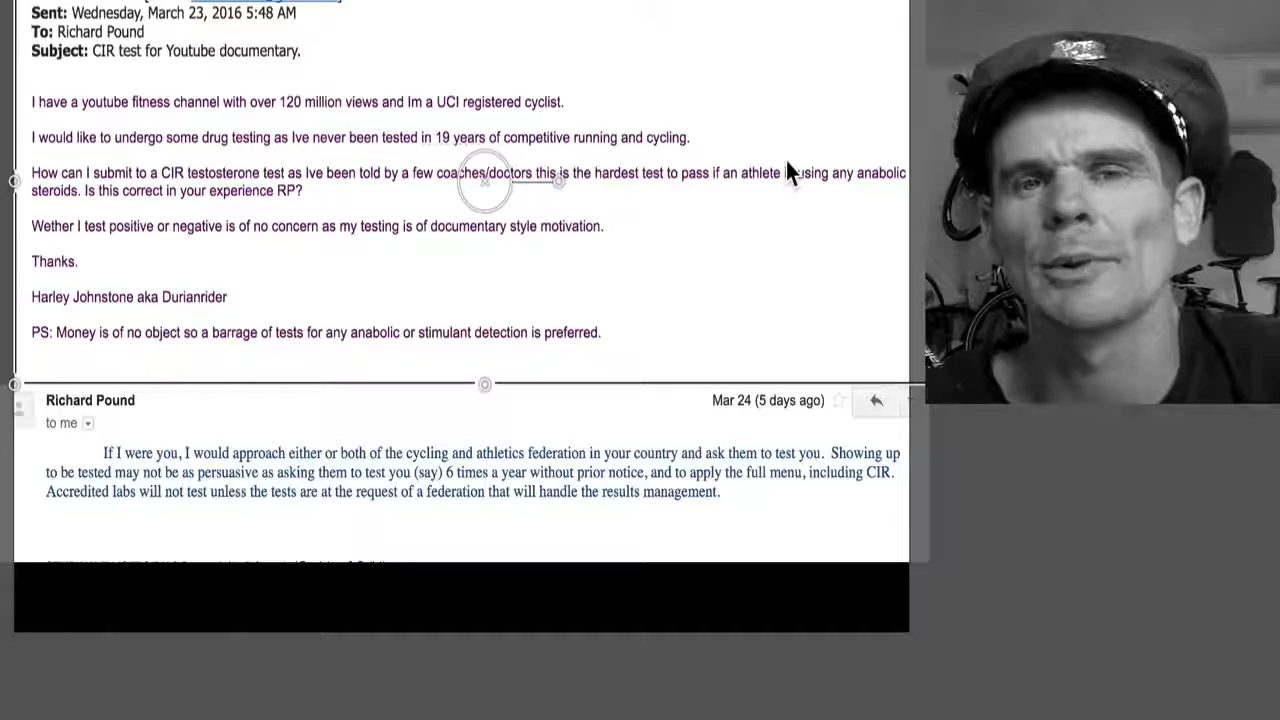 Sent: Wednesday, March 23, 2016 5:48 AM
To: Richard Pound
Subject: CIR test for Youtube documentary.
I have a youtube fitness channel with over 120 million views and Im a UCI registered cyclist.
I would like to undergo some drug testing as Ive never been tested in 19 years of competitive running and cycling.
How can I submit to a CIR testosterone test as Ive been told by a few coaches/doctors this is the hardest test to pass if an athlete using any anabolic
steroids. Is this correct in your experience RP?
Wether I test positive or negative is of no concern as my testing is of documentary style motivation.
Thanks.
Harley Johnstone aka Durianrider
PS: Money is of no object so a barrage of tests for any anabolic or stimulant detection is preferred.
Richard Pound
Mar 24 (5 days ago)
to me
If I were you, I would approach either or both of the cycling and athletics federation in your country and ask them to test you. Showing up
to be tested may not be as persuasive as asking them to test you (say) 6 times a year without prior notice, and to apply the full menu, including CIR.
Accredited labs will not test unless the tests are at the request of a federation that will handle the results management.